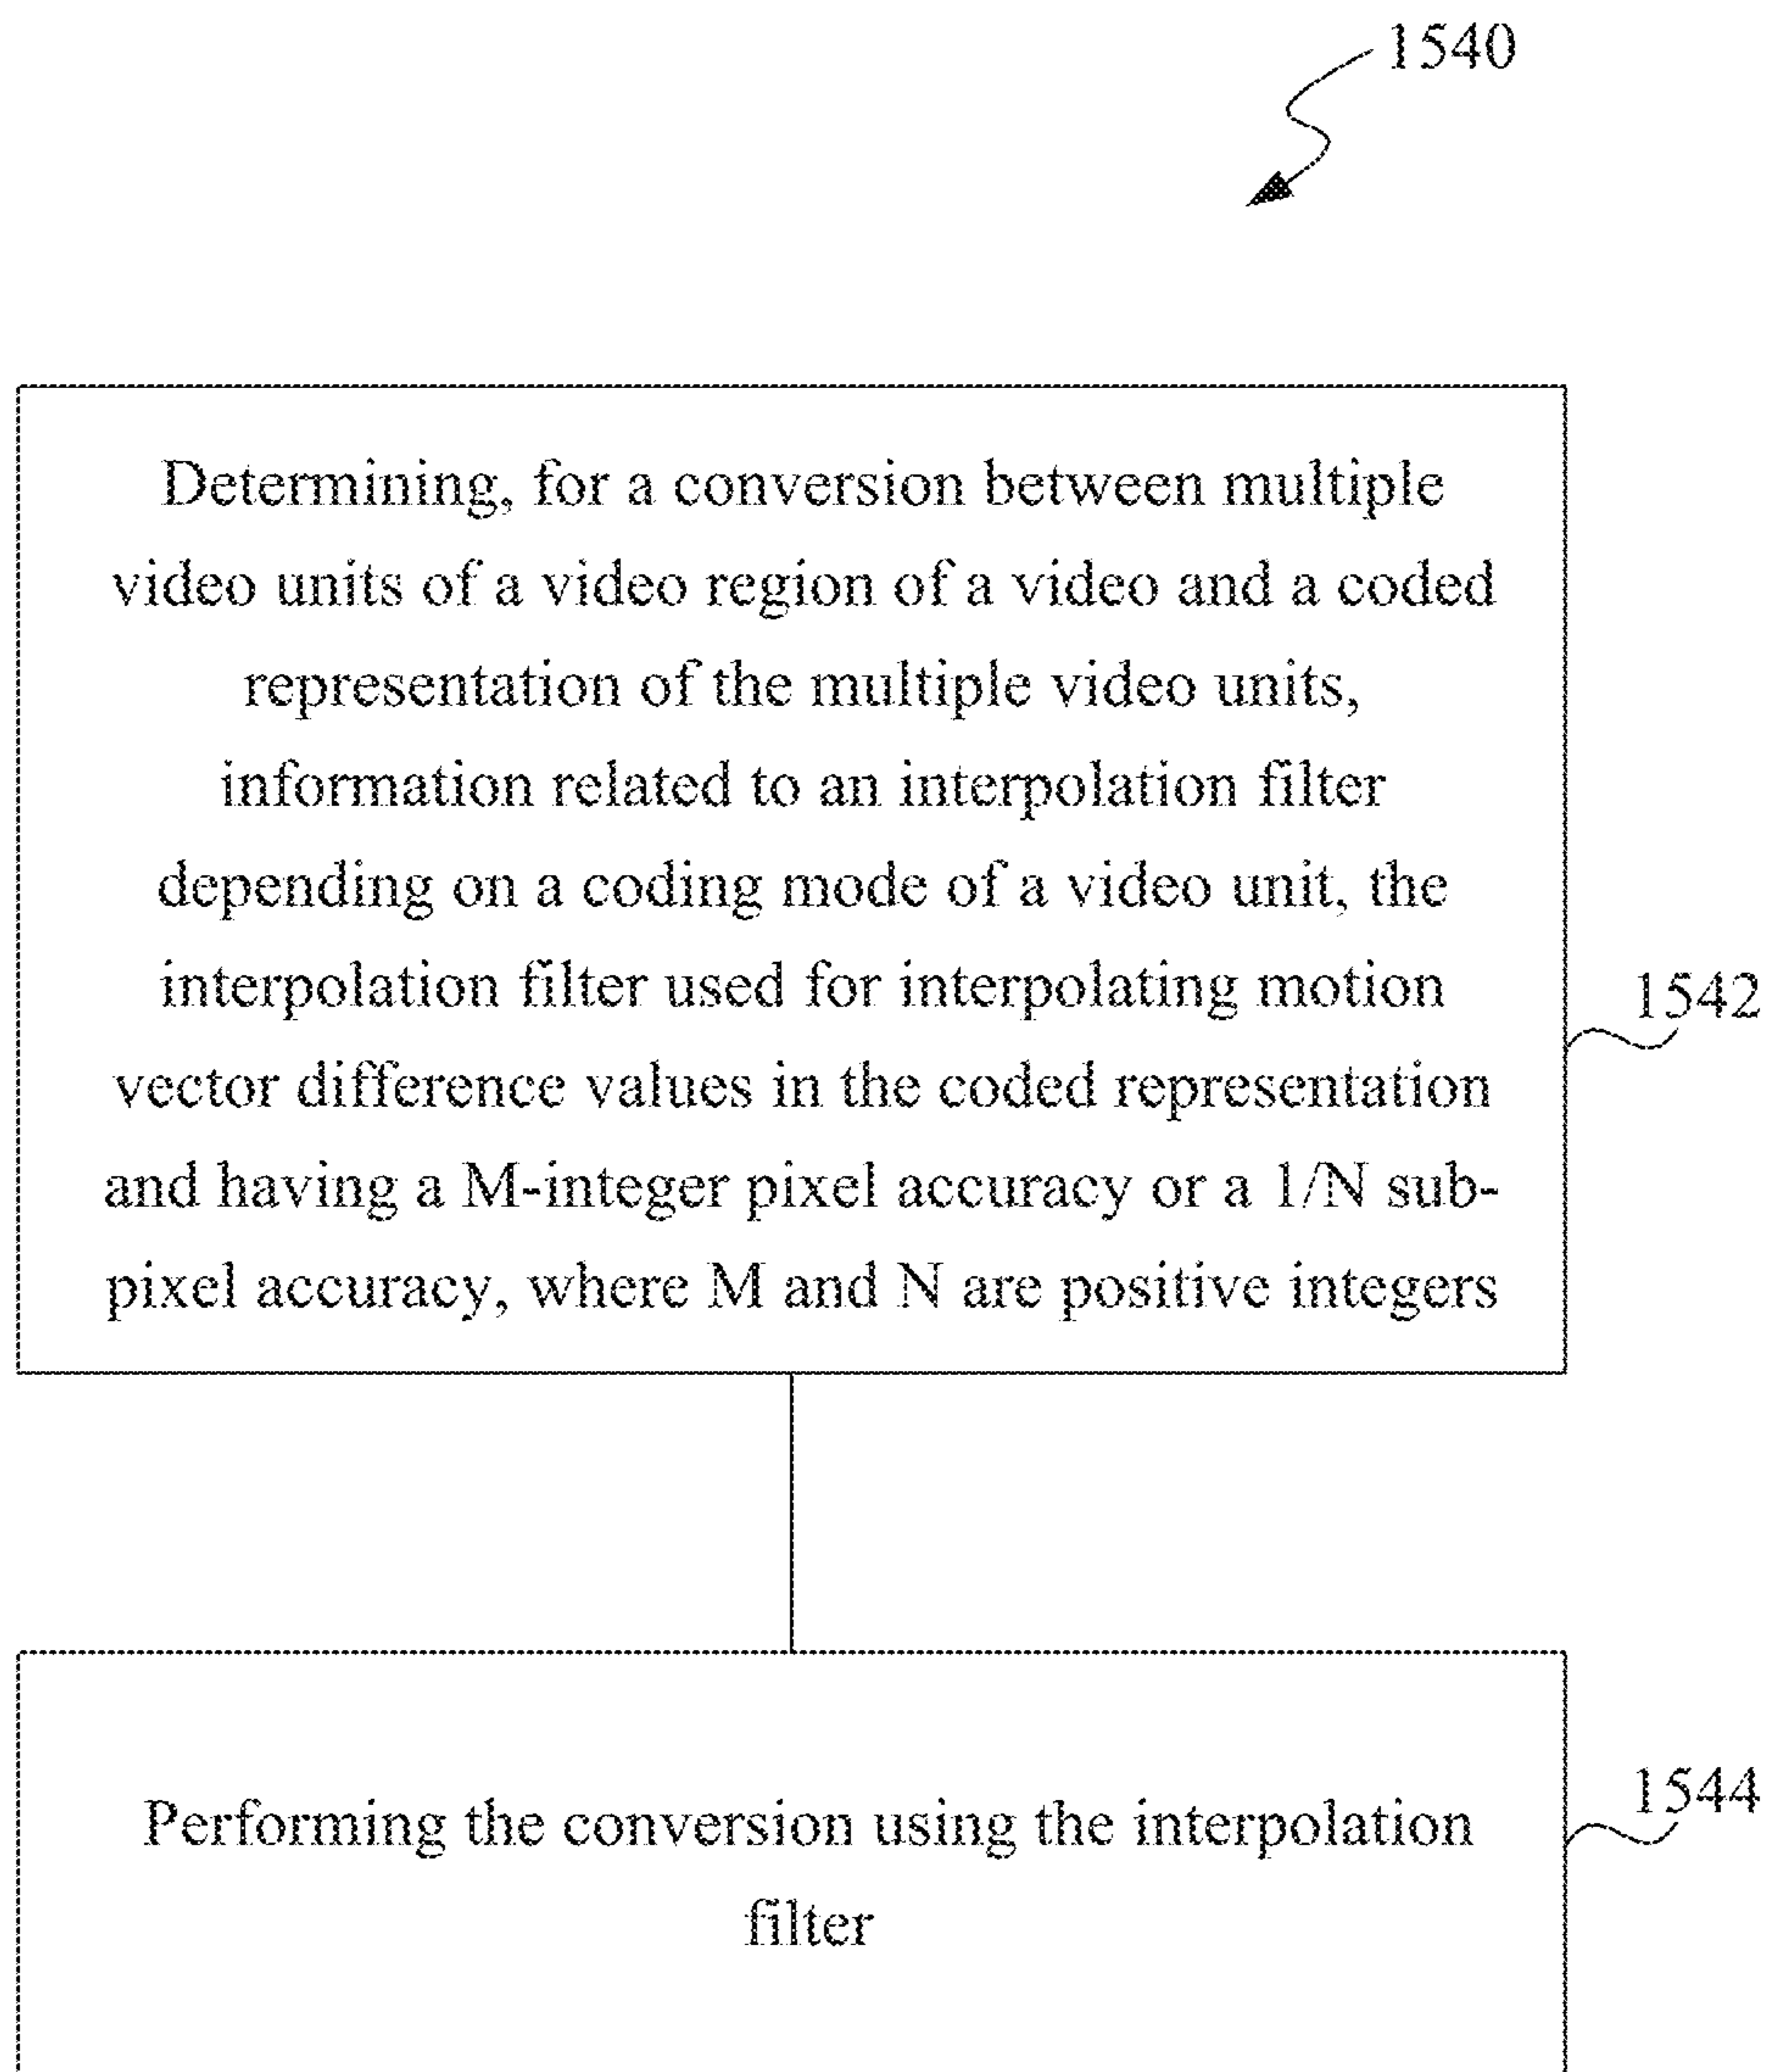 1540
Determining, for a conversion between multiple
video units of a video region of a video and a coded
representation of the multiple video units,
information related to an interpolation filter
depending on a coding mode of a video unit, the
interpolation filter used for interpolating motion
vector difference values in the coded representation
and having a M-integer pixel accuracy or a 1/N sub-
pixel accuracy, where M and N are positive integers
1542
Performing the conversion using the interpolation
filter
1544